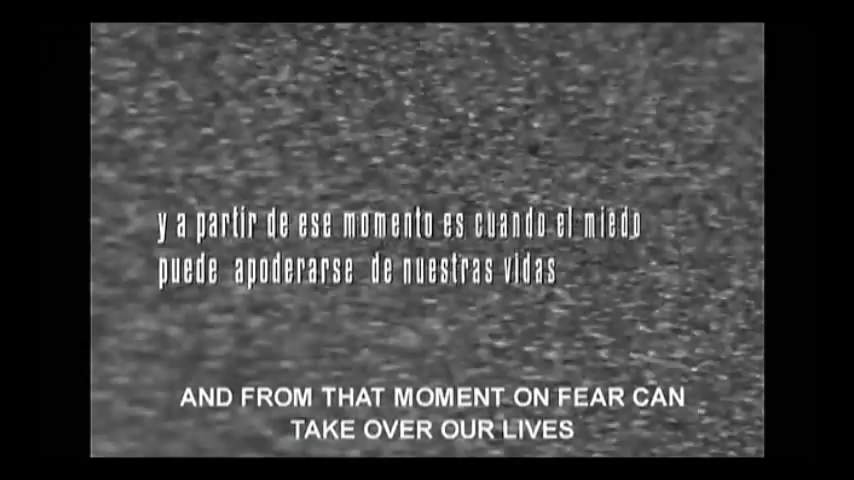 y a partir de ese momento es cuando el miedo
puede apoderarse de nuestras vidas
AND FROM THAT MOMENT ON FEAR CAN
TAKE OVER OUR LIVES